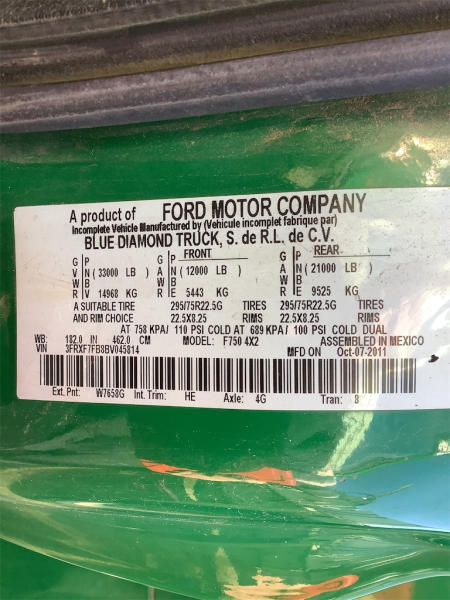 A product of FORD MOTOR COMPANY
Incomplete Vehicle Manufactured by (Vehicule incomplet fabrique par)
BLUE DIAMOND TRUCK, S. de R.L. de C.V.
FRONT REAR
G G G
V A A
W N (33000 LB) W N (12000 LB) W N (21000 LB)
R V 14968 KG R E 5443 KG R E 9525 KG
A SUITABLE TIRE 295/75R22.5G TIRES 295/75R22.5G TIRES
AND RIM CHOICE 22.5X8.25 RIMS 22.5X8.25 RIMS
AT 758 KPA/ 110 PSI COLD AT 689 KPA/ 100 PSI COLD DUAL
WB: 182.0 IN 462.0 CM MODEL: F750 4X2 ASSEMBLED IN MEXICO
VIN 3FRXF7FB8BV045814 MFD ON Oct-07-2011
Ext. Pnt: W7658G Int. Trim: HE Axle: 4G Tran: 8